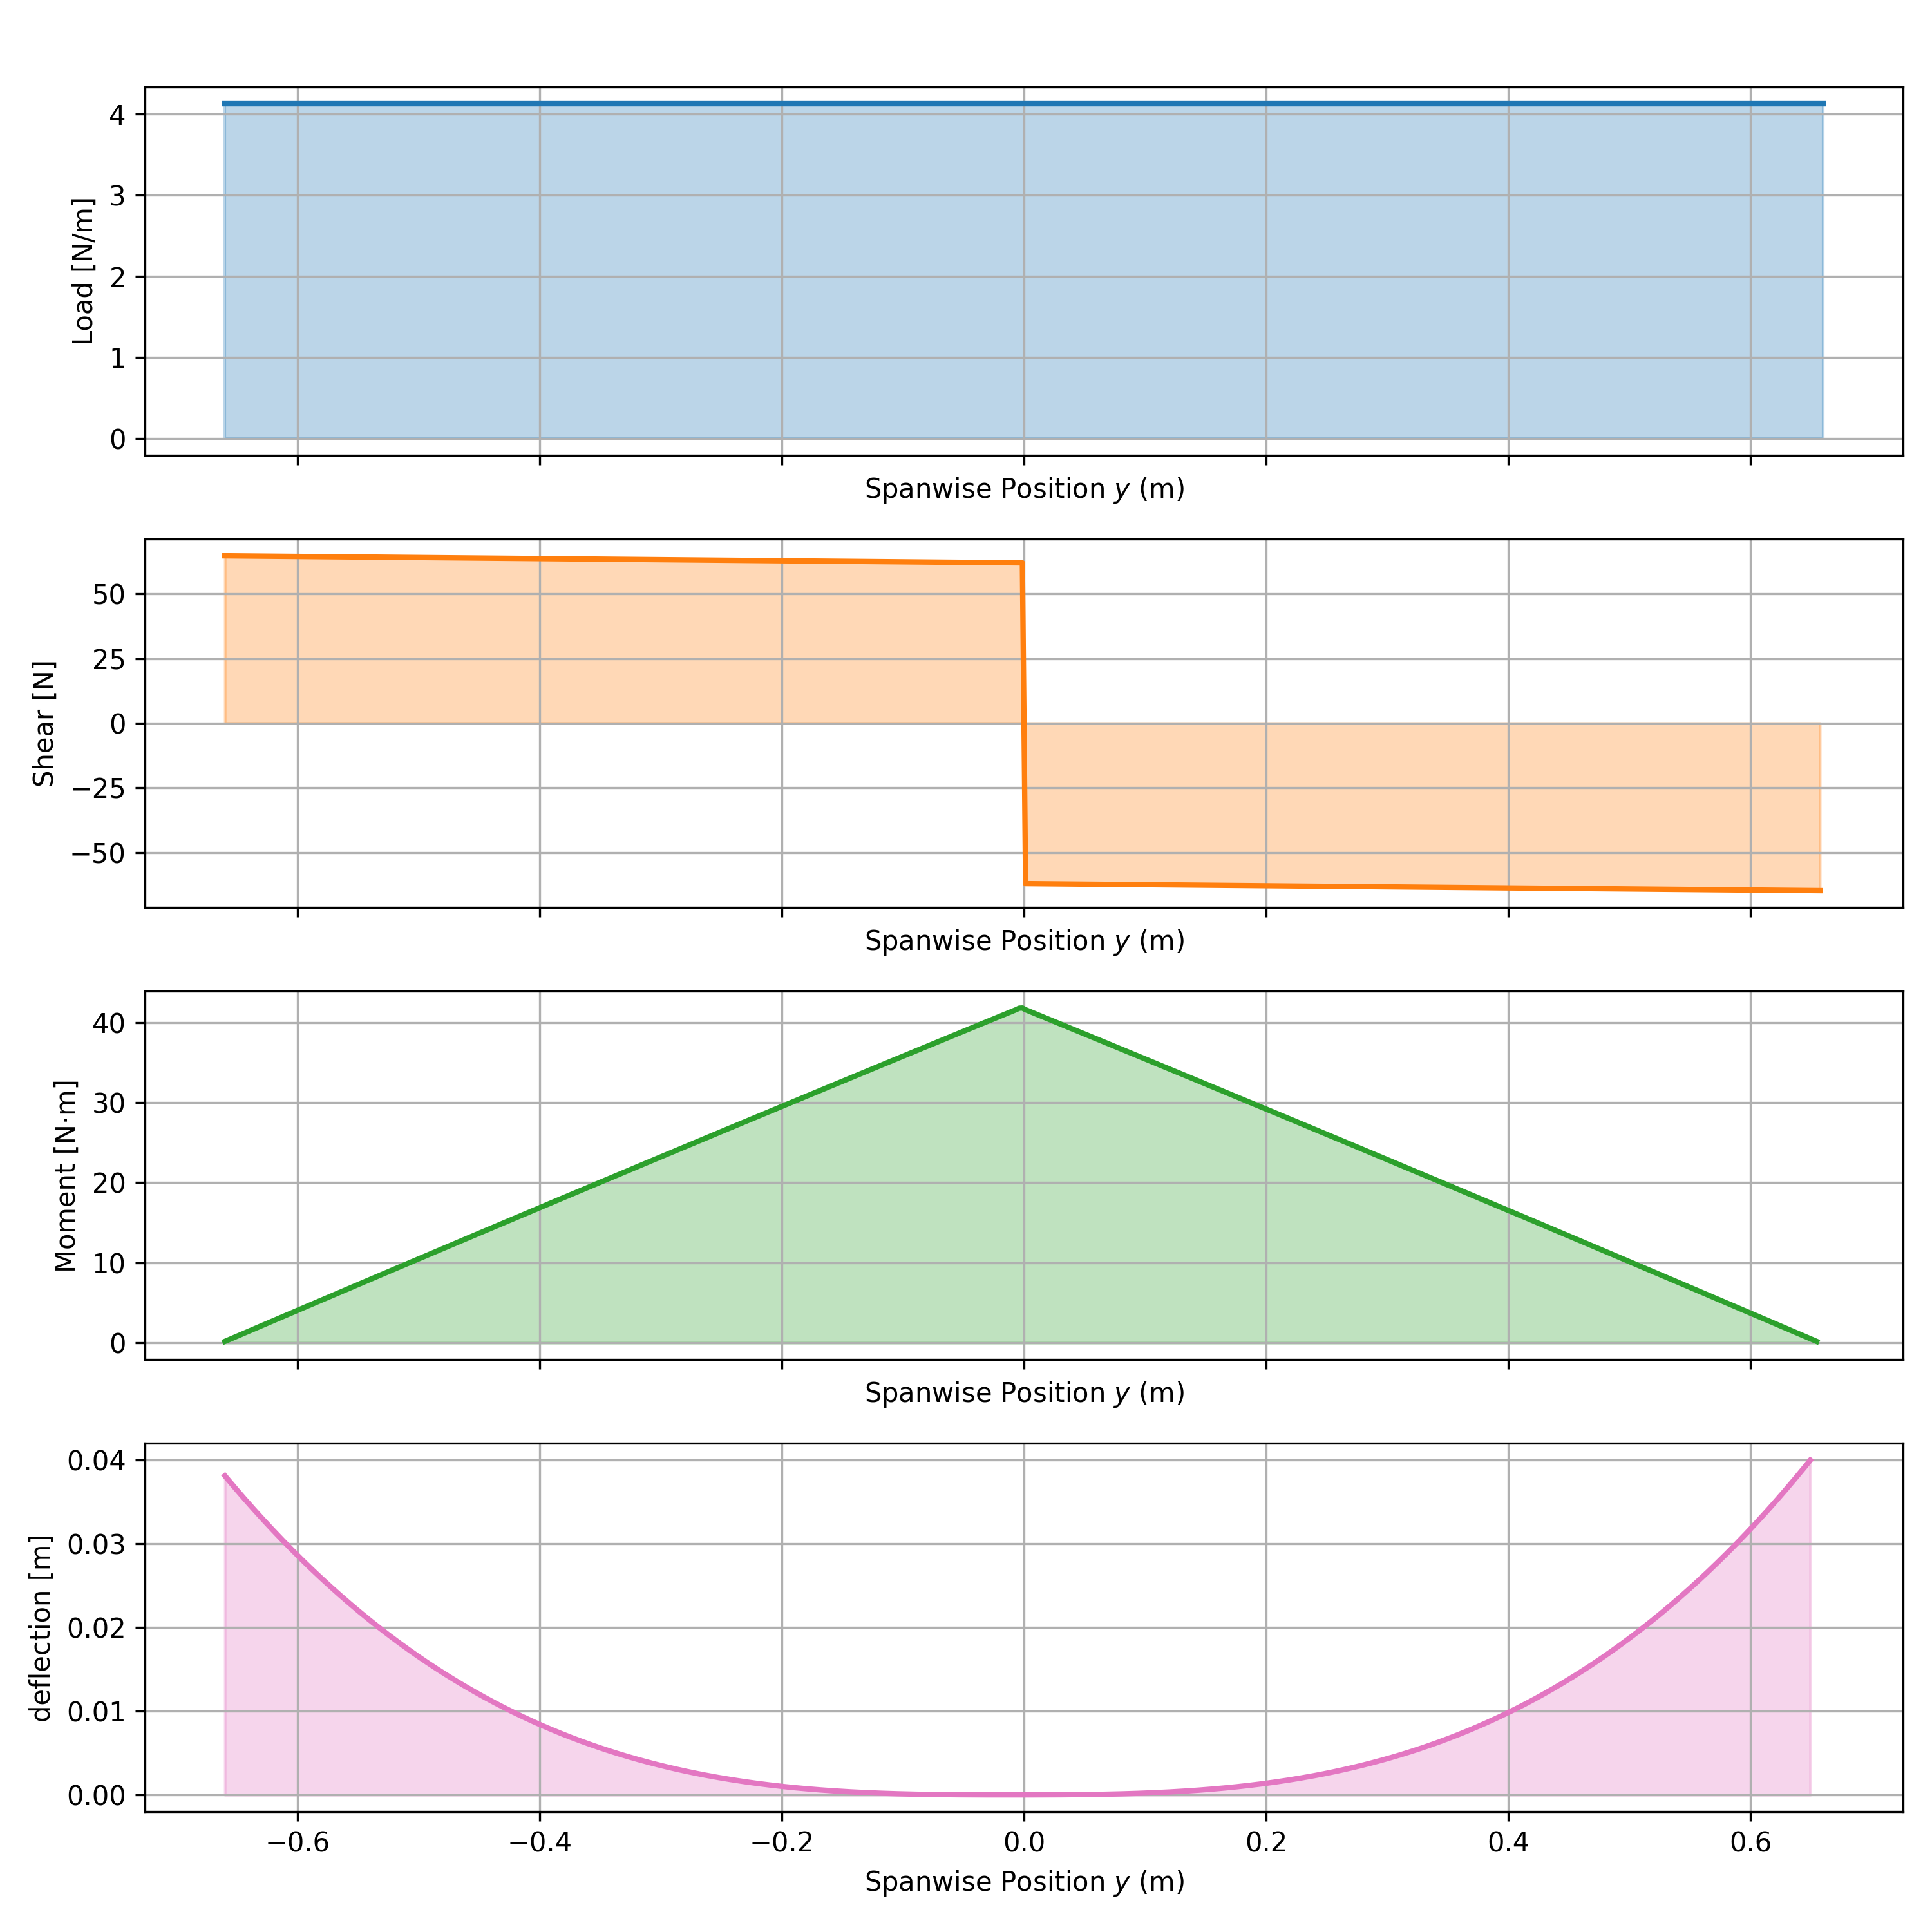 4
3
2
1
0
Load [N/m]
Spanwise Position y (m)
50
25
0
−25
−50
Shear [N]
Spanwise Position y (m)
40
30
20
10
0
Moment [N·m]
Spanwise Position y (m)
0.04
0.03
0.02
0.01
0.00
deflection [m]
−0.6 −0.4 −0.2 0.0 0.2 0.4 0.6
Spanwise Position y (m)